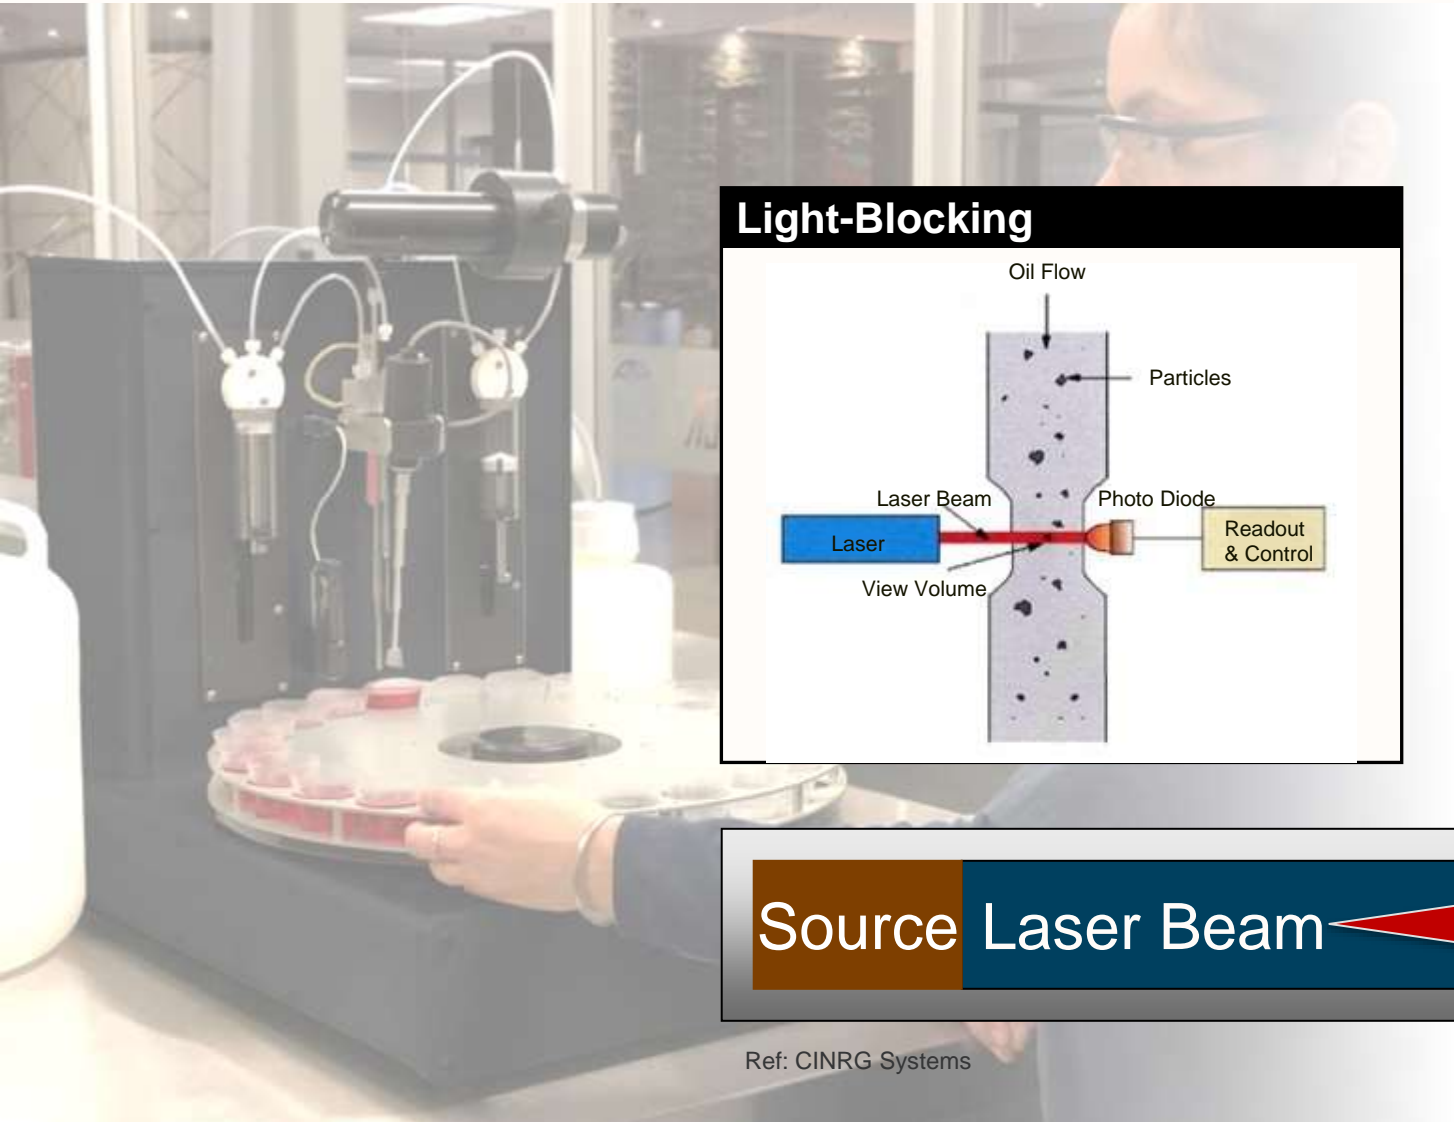 Light-Blocking
Oil Flow
Particles
Laser Beam
Photo Diode
Laser
Readout
& Control
View Volume
Source Laser Beam
Ref: CINRG Systems